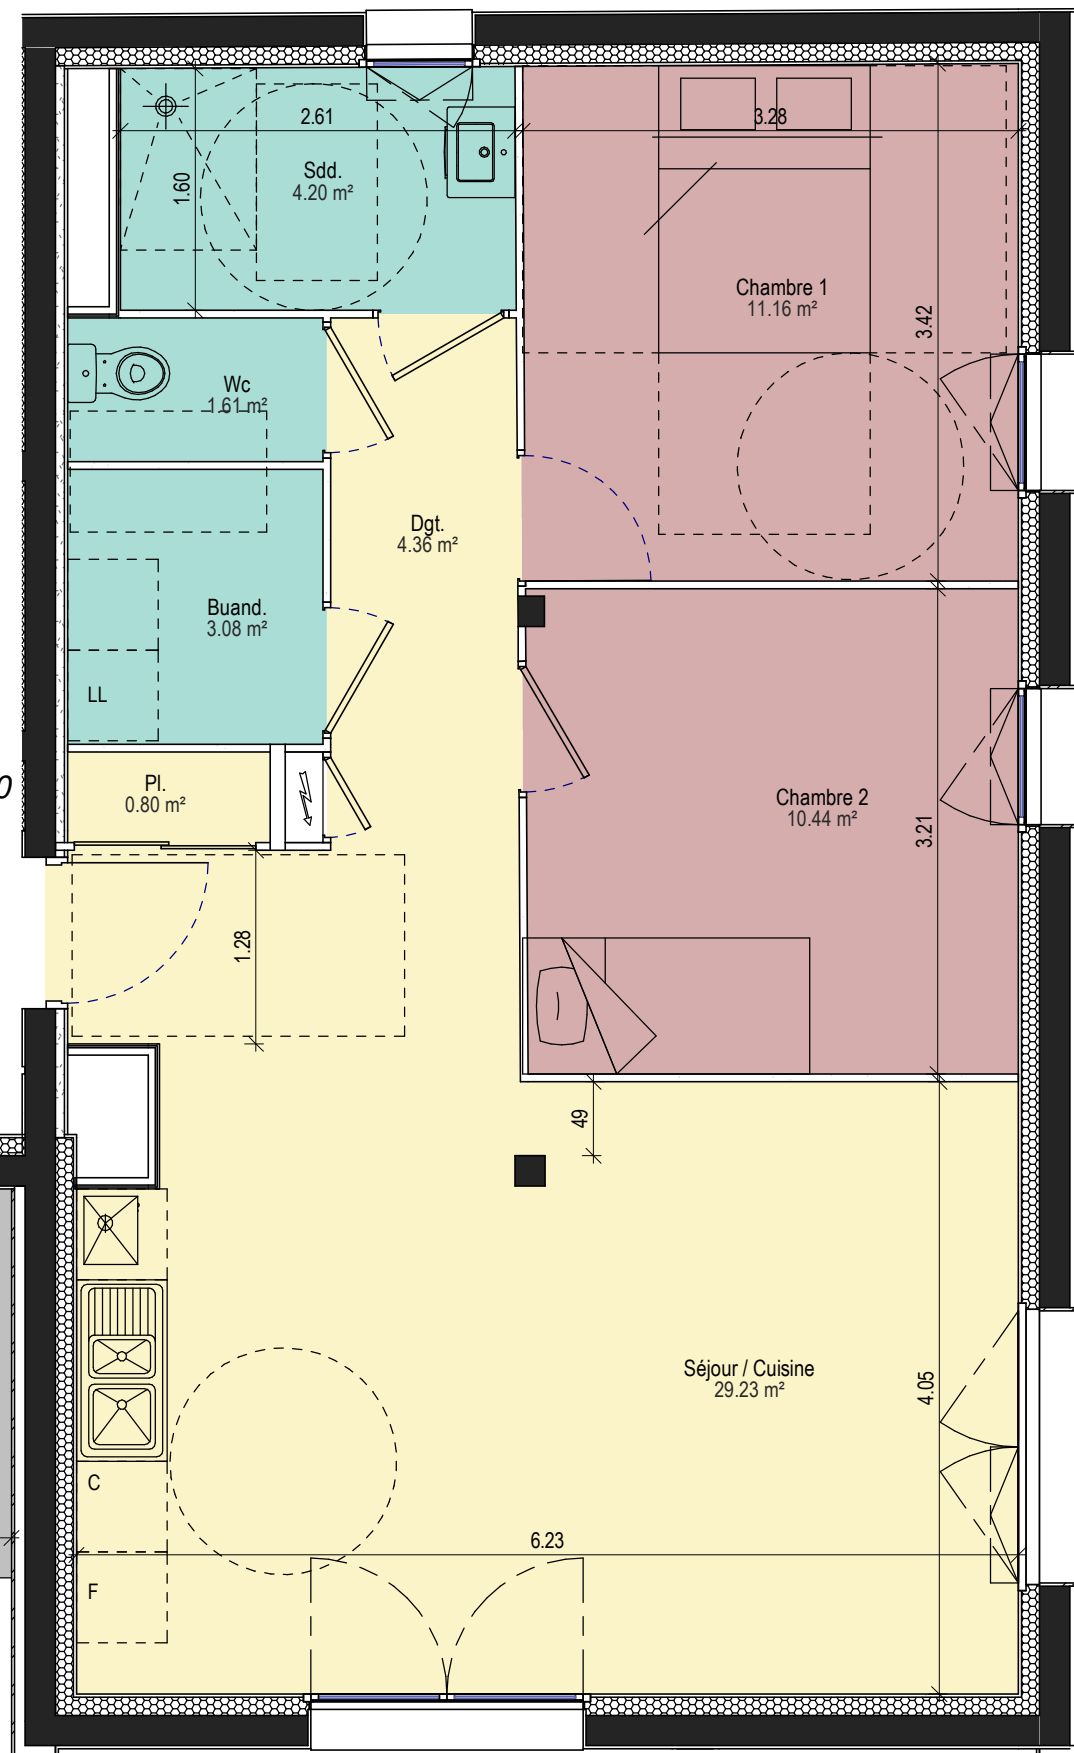 2.61
3.28
1.60
Sdd.
4.20 m²
Chambre 1
11.16 m²
3.42
Wc
1.61 m²
Dgt.
4.36 m²
Buand.
3.08 m²
LL
Pl.
0.80 m²
0
Chambre 2
10.44 m²
3.21
1.28
49
Séjour / Cuisine
29.23 m²
4.05
C
6.23
F